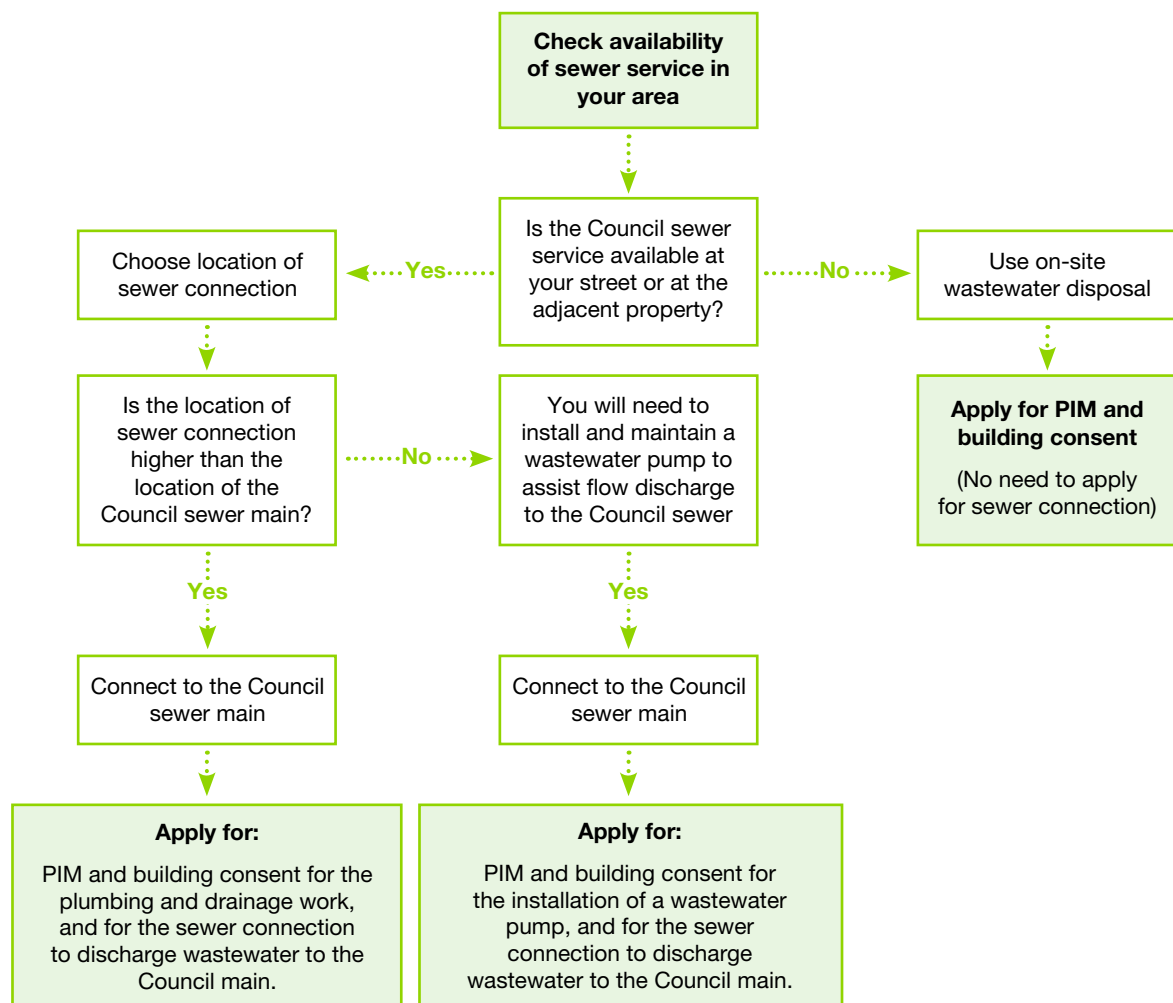 Check availability
of sewer service in
your area
Is the Council sewer
service available at
your street or at the
adjacent property?
Yes
No
Choose location of
sewer connection
Use on-site
wastewater disposal
Is the location of
sewer connection
higher than the
location of the
Council sewer main?
No
You will need to
install and maintain a
wastewater pump to
assist flow discharge
to the Council sewer
Apply for PIM and
building consent
(No need to apply
for sewer connection)
Yes
Yes
Connect to the Council
sewer main
Connect to the Council
sewer main
Apply for:
PIM and building consent for the
plumbing and drainage work,
and for the sewer connection
to discharge wastewater to the
Council main.
Apply for:
PIM and building consent for
the installation of a wastewater
pump, and for the sewer
connection to discharge
wastewater to the Council main.